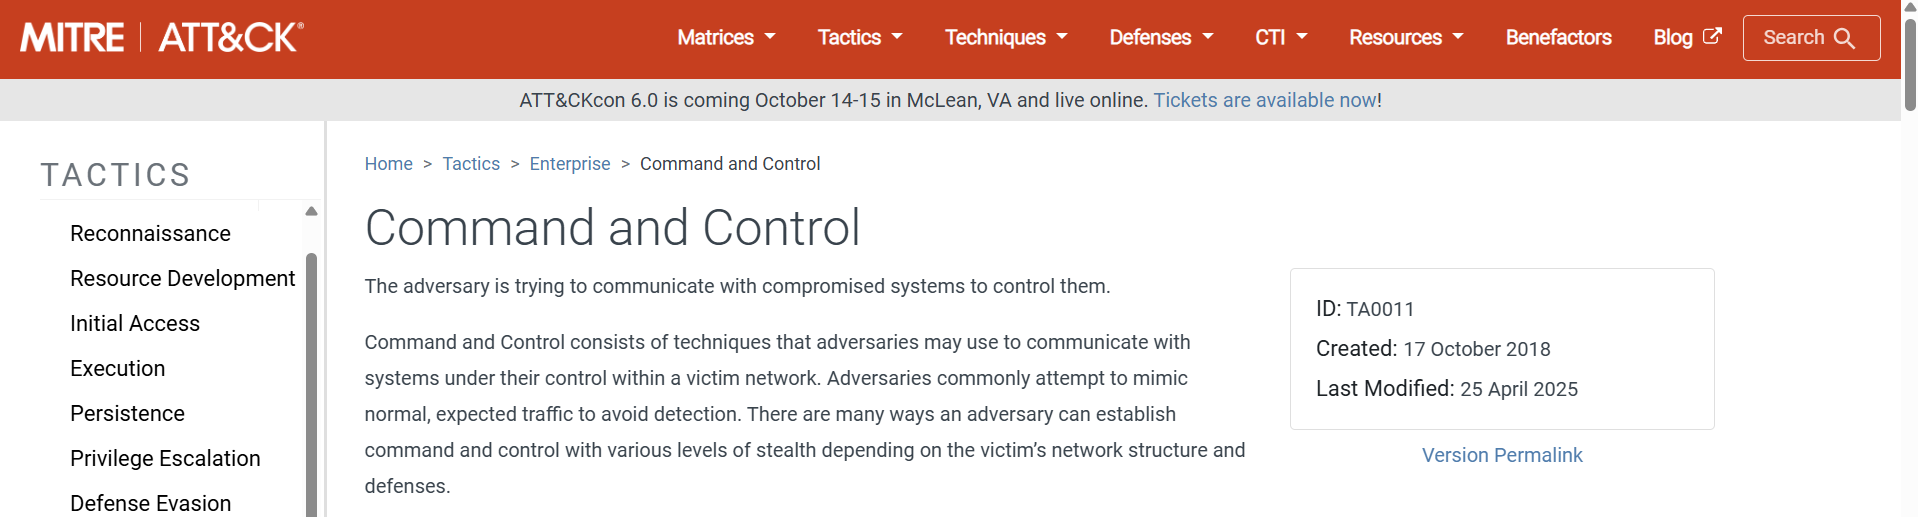 MITRE | ATT&CK®
Matrices Tactics Techniques Defenses CTI Resources Benefactors Blog Search
ATT&CKcon 6.0 is coming October 14-15 in McLean, VA and live online. Tickets are available now!
TACTICS
Reconnaissance
Resource Development
Initial Access
Execution
Persistence
Privilege Escalation
Defense Evasion
Home > Tactics > Enterprise > Command and Control
Command and Control
The adversary is trying to communicate with compromised systems to control them.
Command and Control consists of techniques that adversaries may use to communicate with
systems under their control within a victim network. Adversaries commonly attempt to mimic
normal, expected traffic to avoid detection. There are many ways an adversary can establish
command and control with various levels of stealth depending on the victim’s network structure and
defenses.
ID: TA0011
Created: 17 October 2018
Last Modified: 25 April 2025
Version Permalink